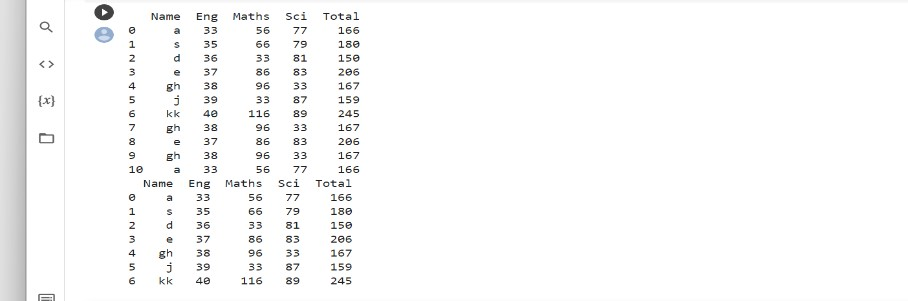 Name Eng Maths Sci Total
0 a 33 56 77 166
1 s 35 66 79 180
2 d 36 33 81 150
3 e 37 86 83 206
4 gh 38 96 33 167
5 j 39 33 87 159
6 kk 40 116 89 245
7 gh 38 96 33 167
8 e 37 86 83 206
9 gh 38 96 33 167
10 a 33 56 77 166
Name Eng Maths Sci Total
0 a 33 56 77 166
1 s 35 66 79 180
2 d 36 33 81 150
3 e 37 86 83 206
4 gh 38 96 33 167
5 j 39 33 87 159
6 kk 40 116 89 245
{x}